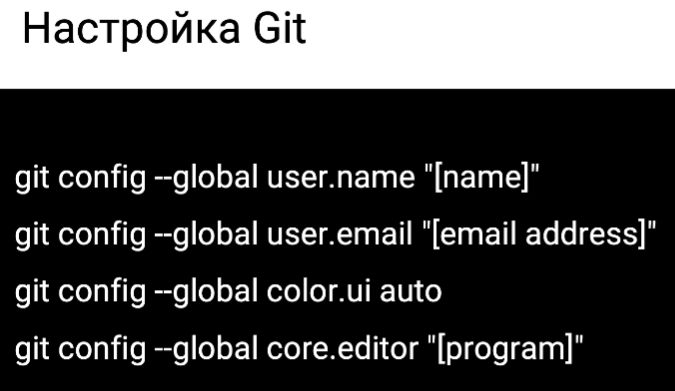 Настройка Git
git config --global user.name "[name]"
git config --global user.email "[email address]"
git config --global color.ui auto
git config --global core.editor "[program]"